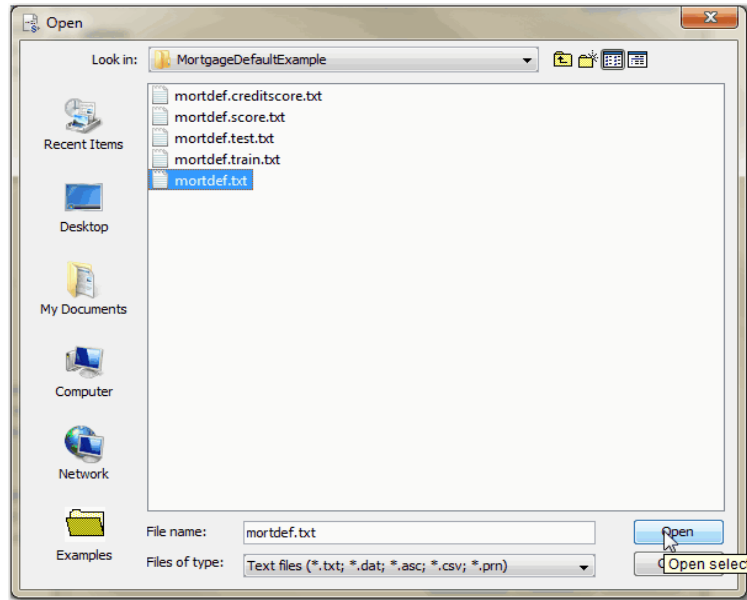 Open
Look in:
MortgageDefaultExample
mortdef.creditscore.txt
mortdef.score.txt
mortdef.test.txt
mortdef.train.txt
mortdef.txt
Recent Items
Desktop
My Documents
Computer
Network
Examples
File name:
mortdef.txt
Open
Files of type:
Text files (*.txt; *.dat; *.asc; *.csv; *.prn)
Open selec